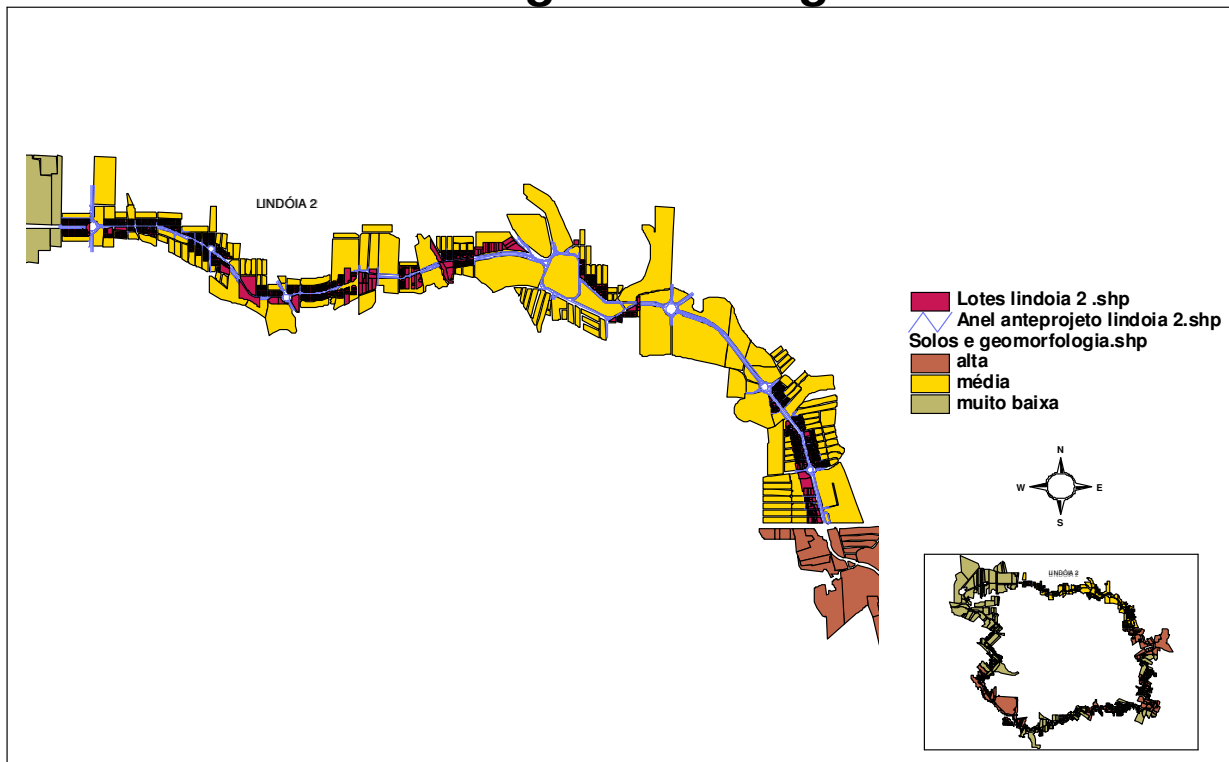 LINDÓIA 2
Lotes lindoia 2 .shp
Anel anteprojeto lindoia 2.shp
Solos e geomorfologia.shp
alta
média
muito baixa
N
W E
S
LINDÓIA 2